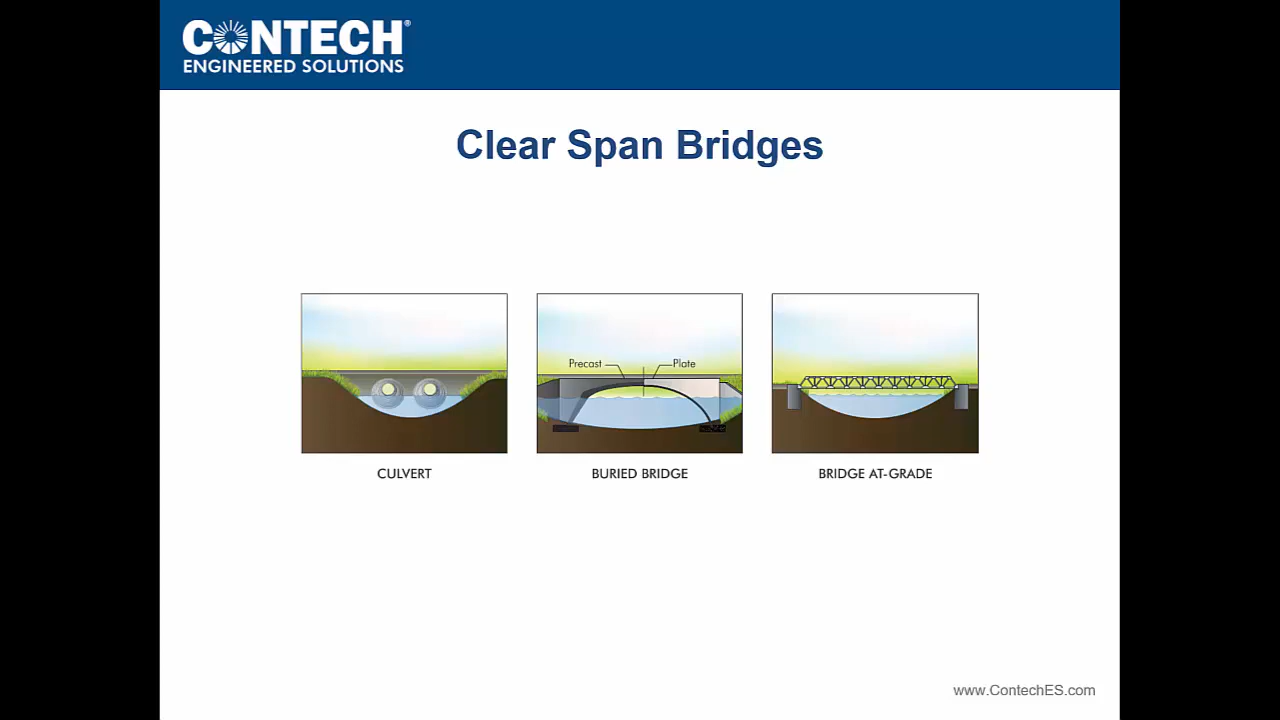 CONTECH®
ENGINEERED SOLUTIONS
Clear Span Bridges
Precast
Plate
CULVERT
BURIED BRIDGE
BRIDGE AT-GRADE
www.ContechES.com